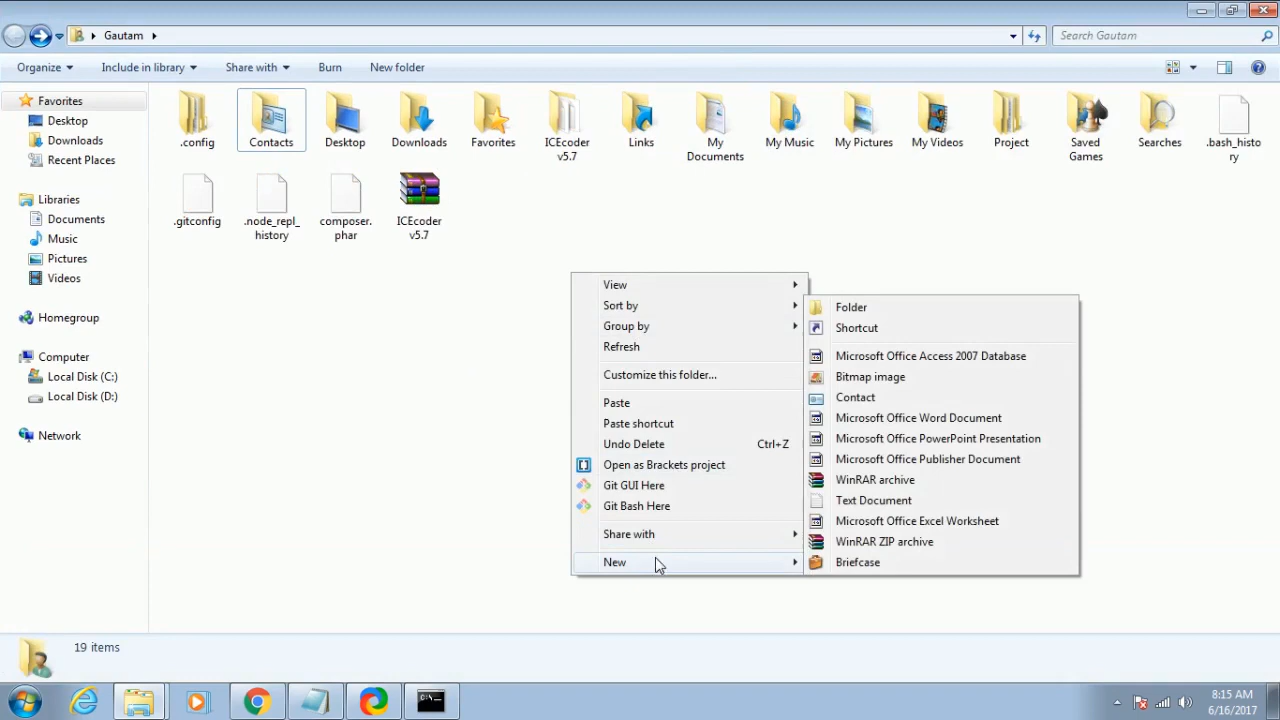 Gautam
Search Gautam
Organize
Include in library
Share with
Burn
New folder
Favorites
Desktop
Downloads
Recent Places
Libraries
Documents
Music
Pictures
Videos
Homegroup
Computer
Local Disk (C:)
Local Disk (D:)
Network
.config
Contacts
Desktop
Downloads
Favorites
ICEcoder
v5.7
Links
My
Documents
My Music
My Pictures
My Videos
Project
Saved
Games
Searches
.bash_histo
ry
.gitconfig
.node_repl_
history
composer.
phar
ICEcoder
v5.7
View
Sort by
Group by
Refresh
Customize this folder...
Paste
Paste shortcut
Undo Delete Ctrl+Z
Open as Brackets project
Git GUI Here
Git Bash Here
Share with
New
Folder
Shortcut
Microsoft Office Access 2007 Database
Bitmap image
Contact
Microsoft Office Word Document
Microsoft Office PowerPoint Presentation
Microsoft Office Publisher Document
WinRAR archive
Text Document
Microsoft Office Excel Worksheet
WinRAR ZIP archive
Briefcase
19 items
8:15 AM
6/16/2017